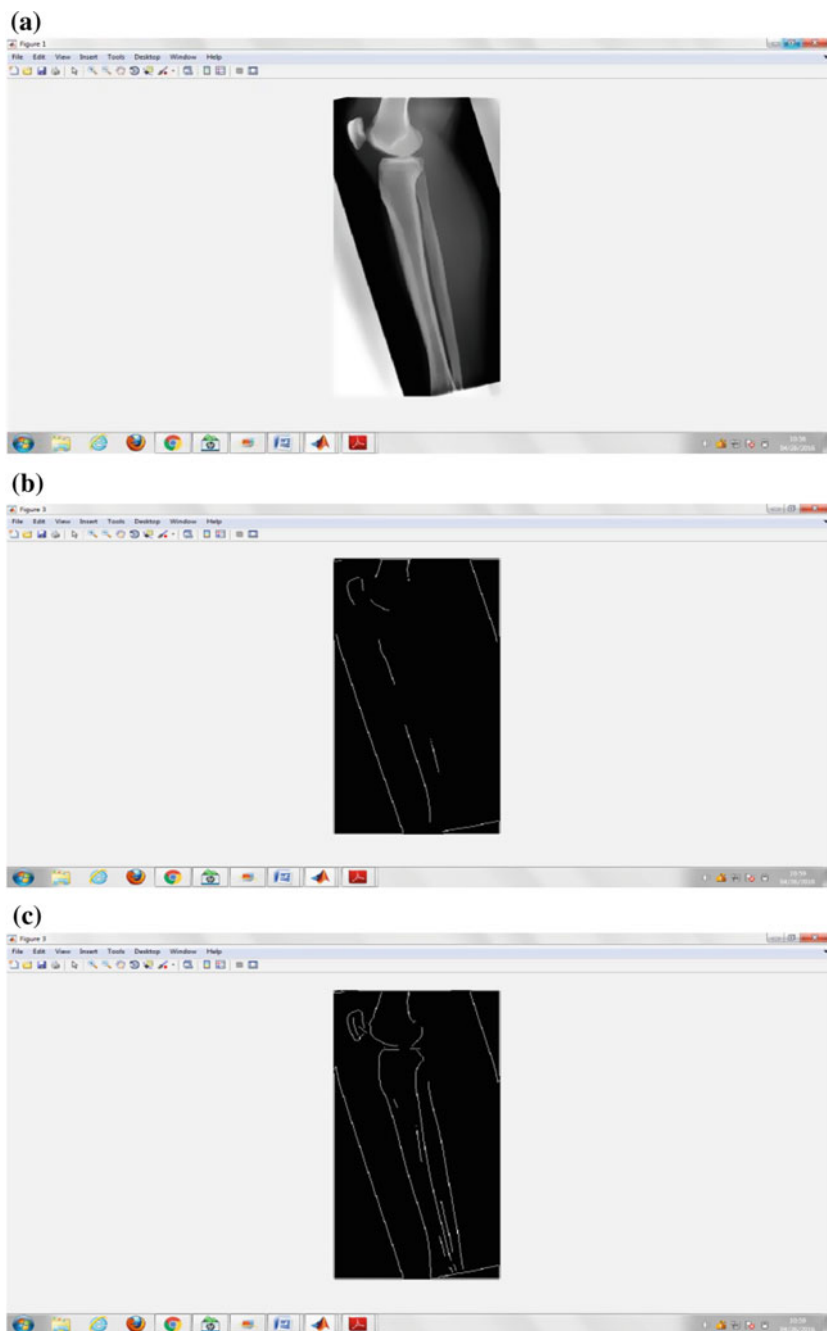 (a)
Figure 1
File Edit View Insert Tools Desktop Window Help
(b)
Figure 3
File Edit View Insert Tools Desktop Window Help
(c)
Figure 3
File Edit View Insert Tools Desktop Window Help